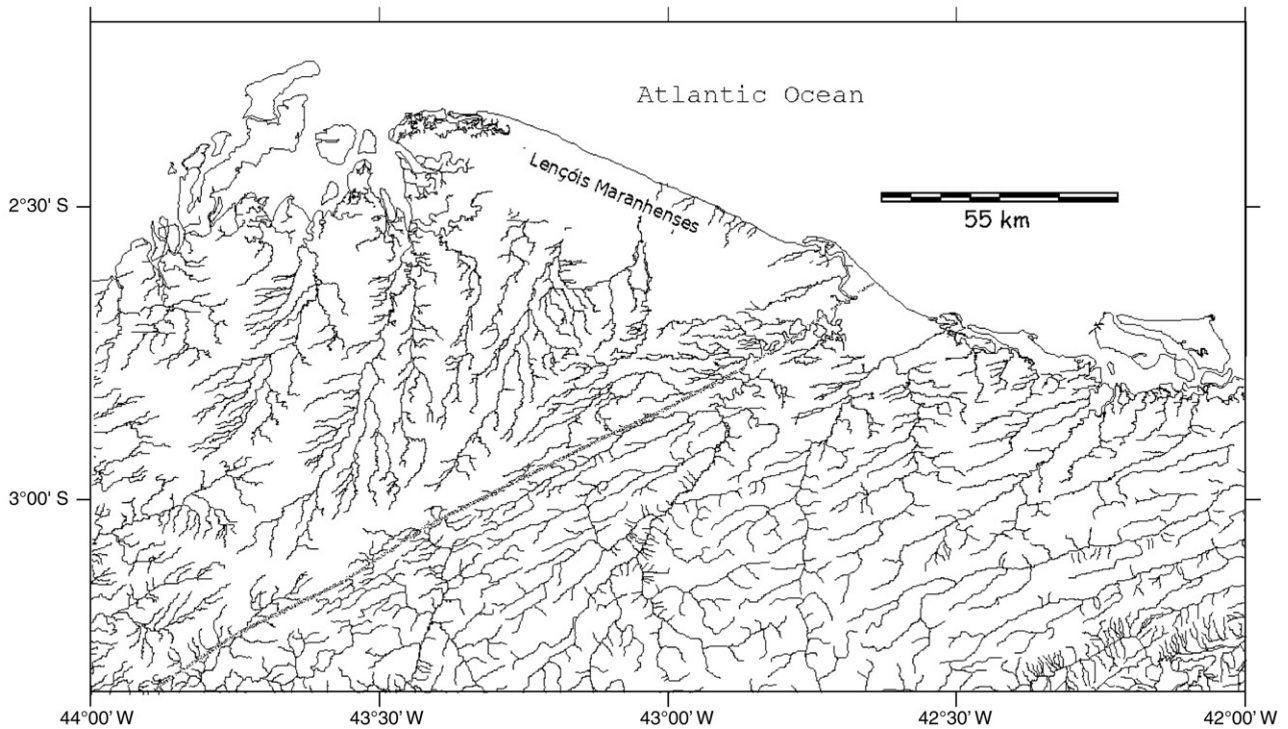 Atlantic Ocean
Lençóis Maranhenses
2°30' S
55 km
3°00' S
44°00' W 43°30' W 43°00' W 42°30' W 42°00' W